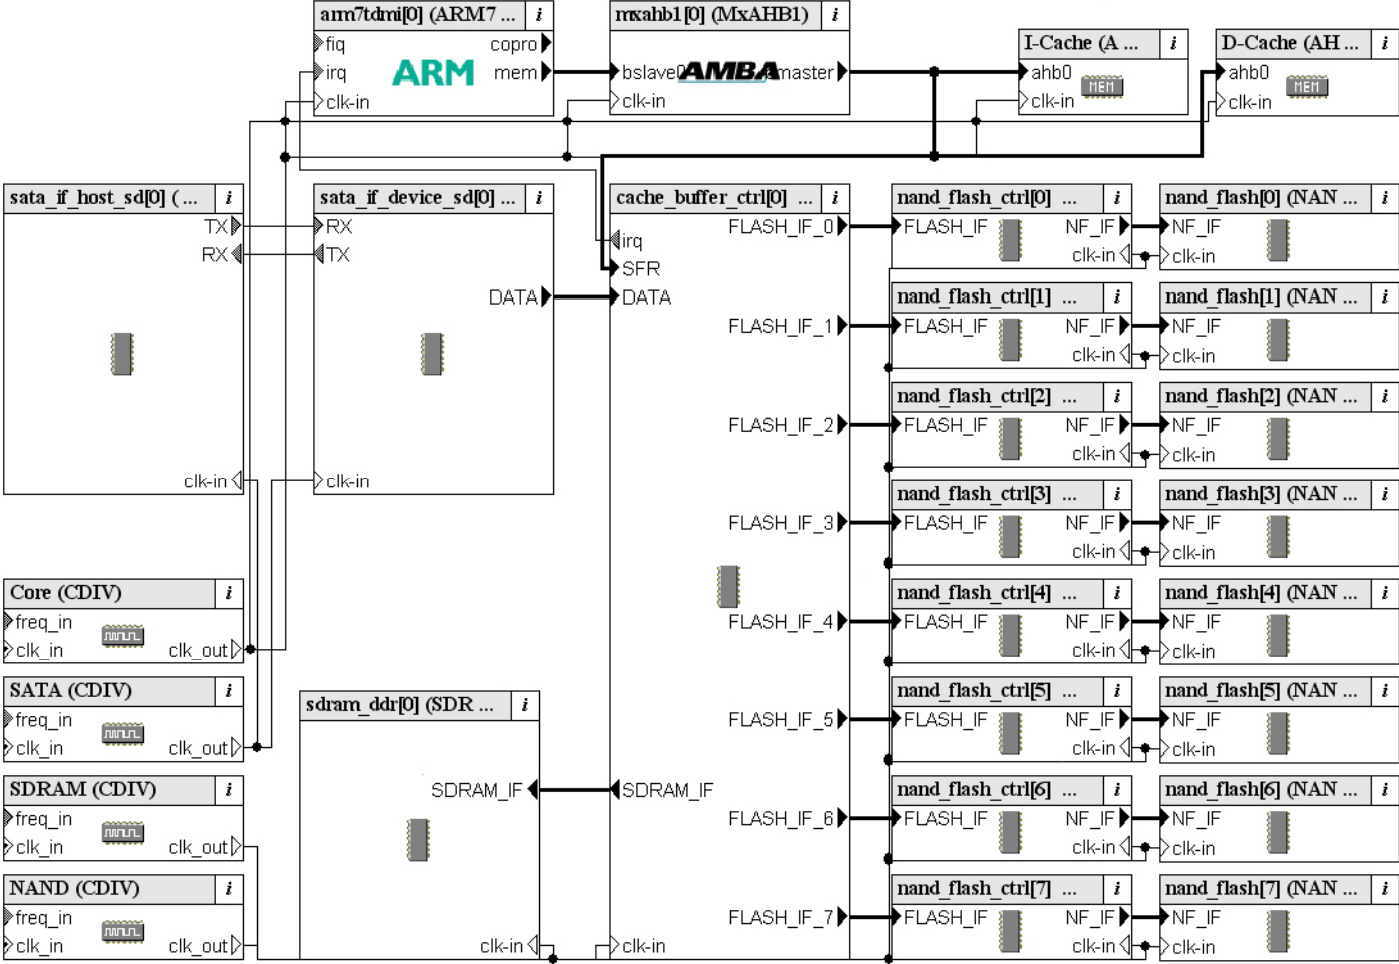 arm7tdmi[0] (ARM7 ... i
fiq copro
irq ARM mem
clk-in
mxahb1[0] (MxAHB1) i
bslave0 AMBA master
clk-in
I-Cache (A ... i
ahb0
MEM
clk-in
D-Cache (AH ... i
ahb0
MEM
clk-in
sata_if_host_sd[0] ( ... i
TX
RX
clk-in
sata_if_device_sd[0] ... i
RX
TX
DATA
clk-in
cache_buffer_ctrl[0] ... i
FLASH_IF_0
irq
SFR
DATA
FLASH_IF_1
FLASH_IF_2
FLASH_IF_3
FLASH_IF_4
FLASH_IF_5
SDRAM_IF
FLASH_IF_6
FLASH_IF_7
clk-in
nand_flash_ctrl[0] ... i
FLASH_IF NF_IF
clk-in
nand_flash[0] (NAN ... i
NF_IF
clk-in
nand_flash_ctrl[1] ... i
FLASH_IF NF_IF
clk-in
nand_flash[1] (NAN ... i
NF_IF
clk-in
nand_flash_ctrl[2] ... i
FLASH_IF NF_IF
clk-in
nand_flash[2] (NAN ... i
NF_IF
clk-in
nand_flash_ctrl[3] ... i
FLASH_IF NF_IF
clk-in
nand_flash[3] (NAN ... i
NF_IF
clk-in
nand_flash_ctrl[4] ... i
FLASH_IF NF_IF
clk-in
nand_flash[4] (NAN ... i
NF_IF
clk-in
nand_flash_ctrl[5] ... i
FLASH_IF NF_IF
clk-in
nand_flash[5] (NAN ... i
NF_IF
clk-in
nand_flash_ctrl[6] ... i
FLASH_IF NF_IF
clk-in
nand_flash[6] (NAN ... i
NF_IF
clk-in
nand_flash_ctrl[7] ... i
FLASH_IF NF_IF
clk-in
nand_flash[7] (NAN ... i
NF_IF
clk-in
Core (CDIV) i
freq_in
clk_in clk_out
SATA (CDIV) i
freq_in
clk_in clk_out
SDRAM (CDIV) i
freq_in
clk_in clk_out
NAND (CDIV) i
freq_in
clk_in clk_out
sdram_ddr[0] (SDR ... i
SDRAM_IF
clk-in